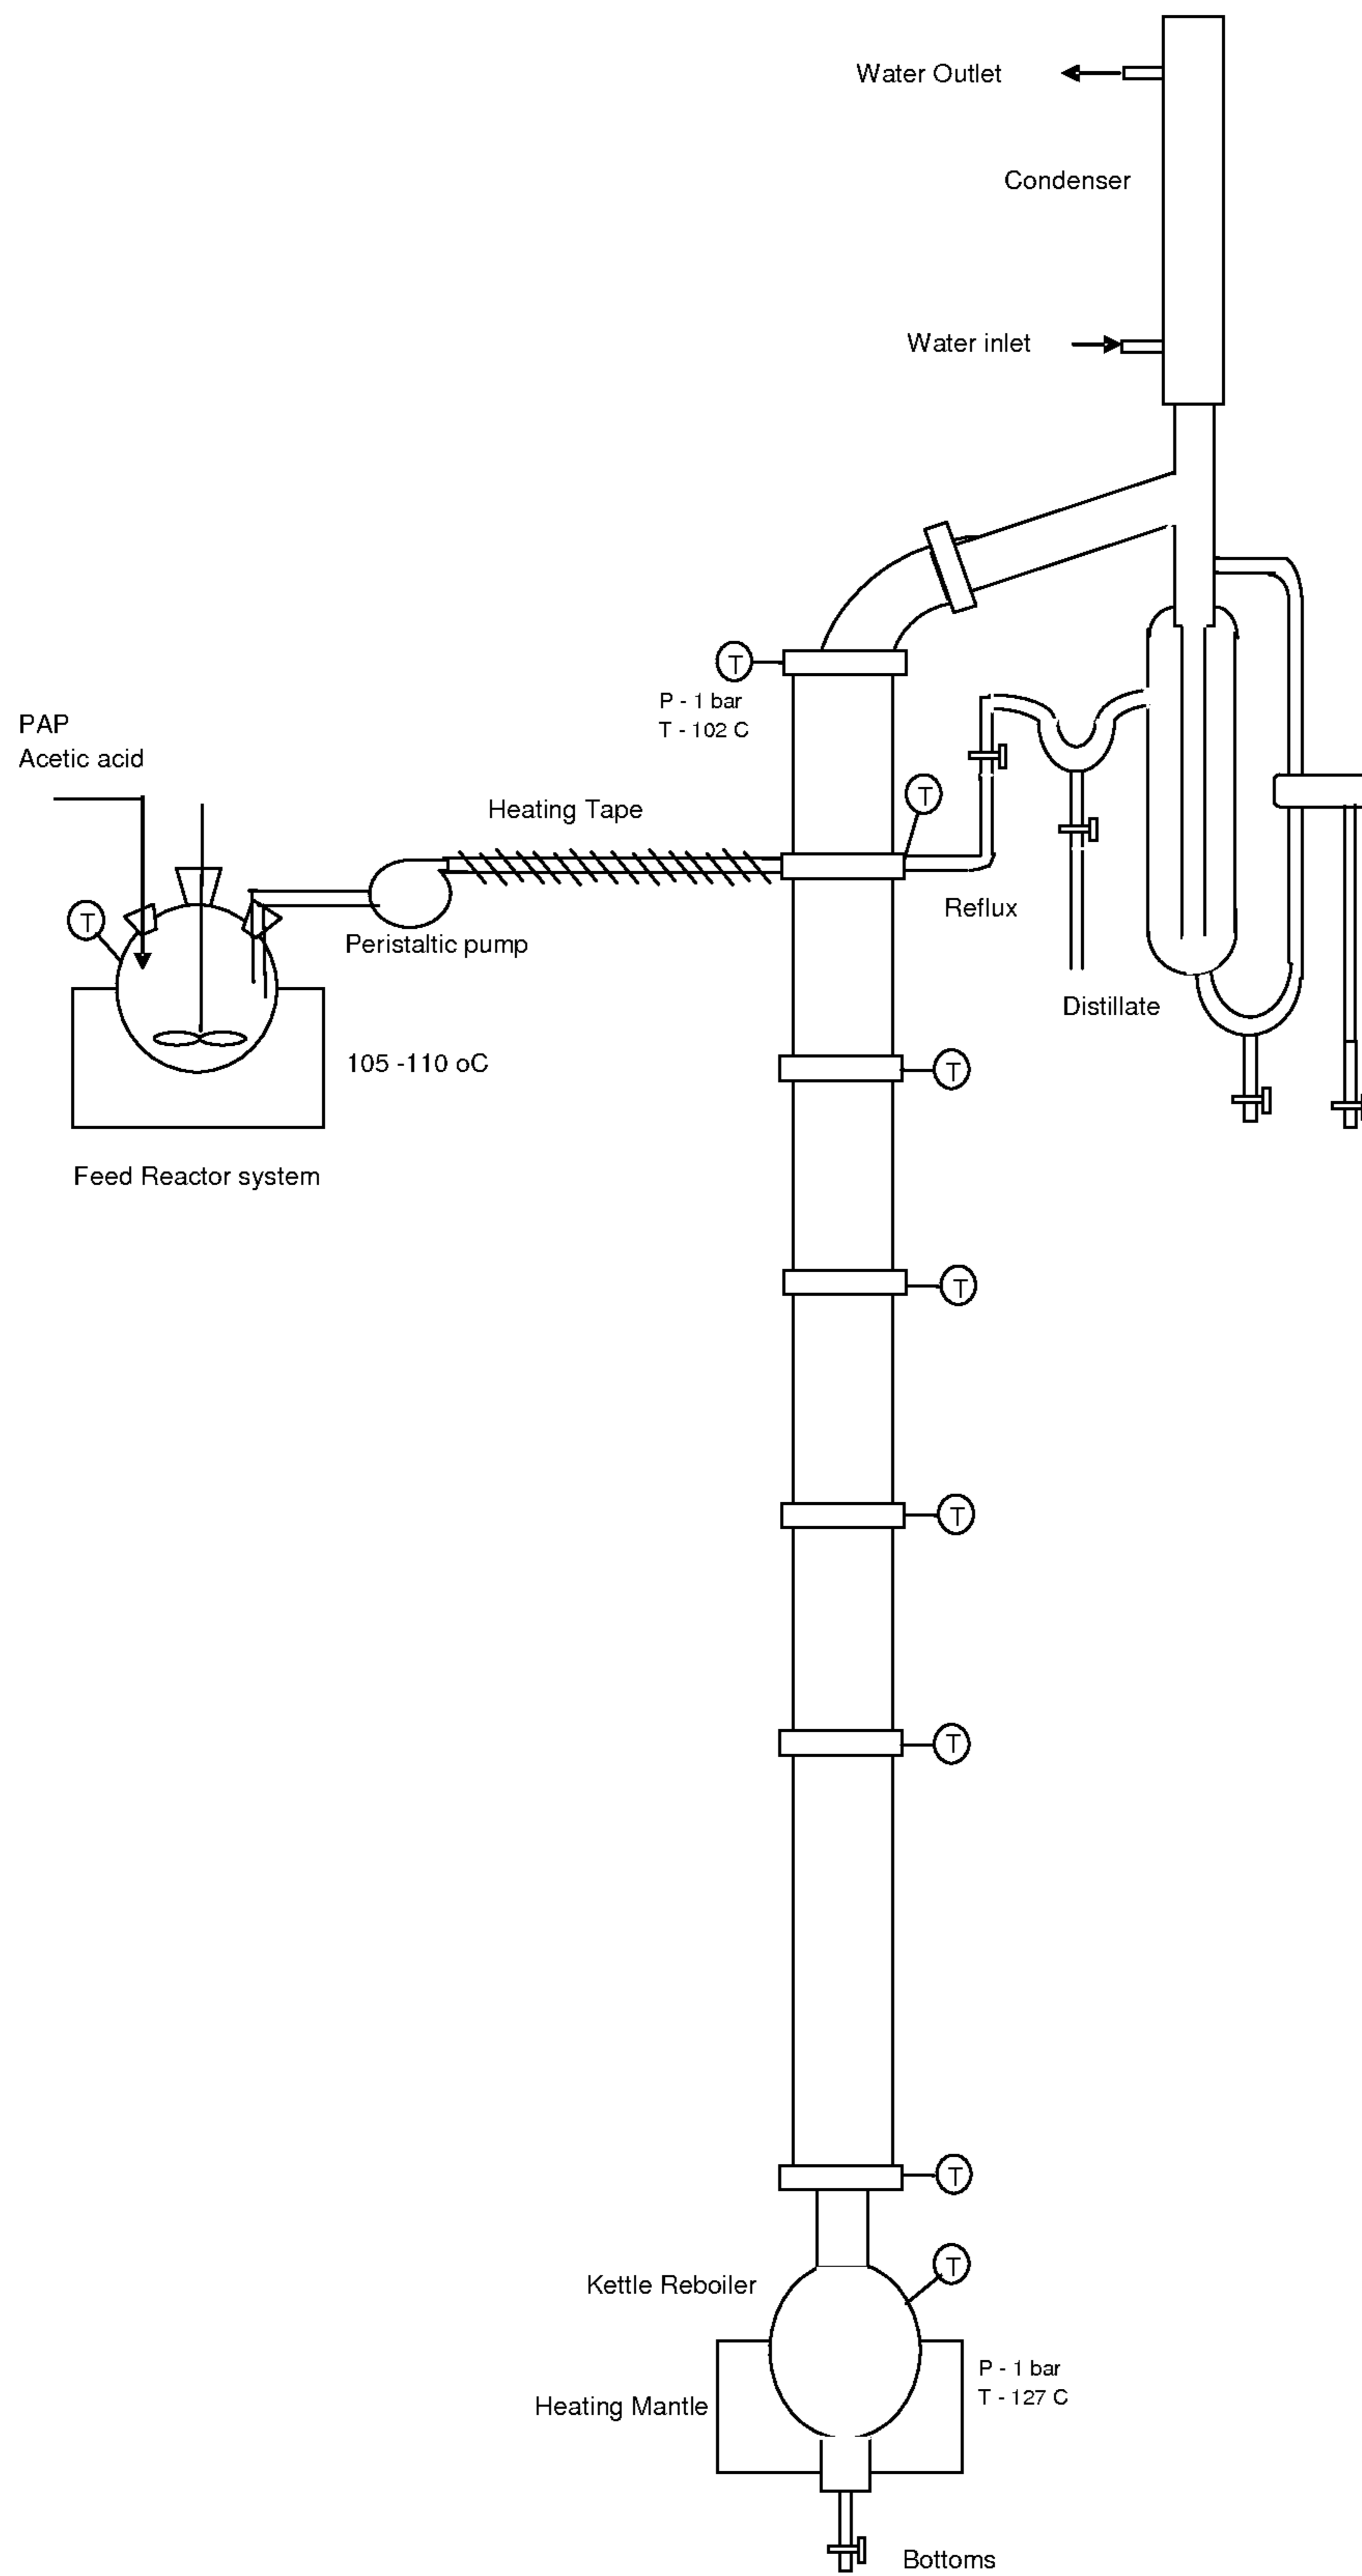 Water Outlet
Condenser
Water inlet
T
P - 1 bar
T - 102 C
PAP
Acetic acid
Heating Tape
T
T
Peristaltic pump
Reflux
Distillate
105 -110 oC
T
Feed Reactor system
T
T
T
T
T
Kettle Reboiler
P - 1 bar
T - 127 C
Heating Mantle
Bottoms